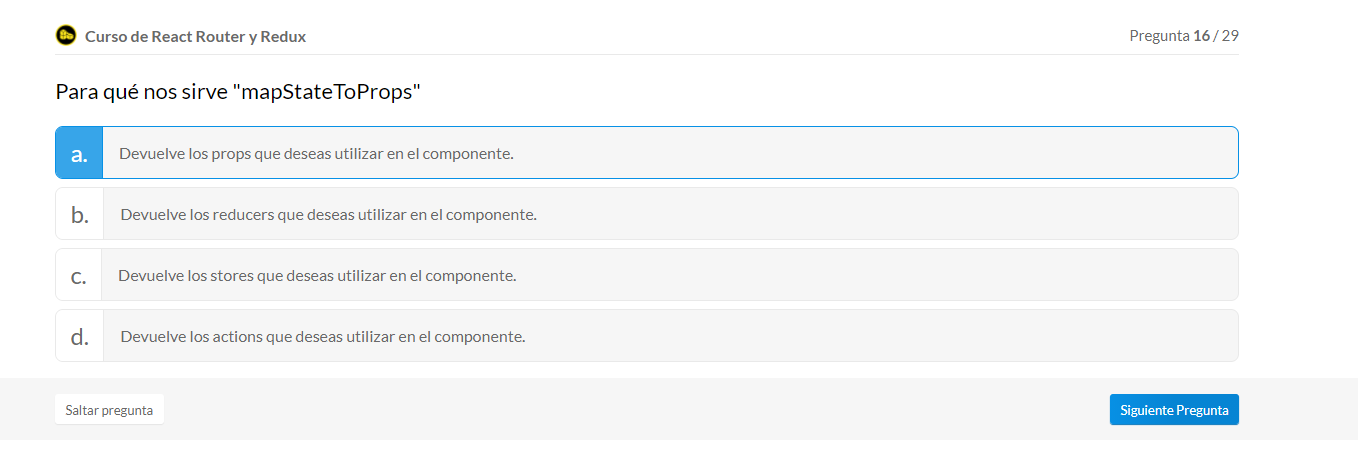 Curso de React Router y Redux
Pregunta 16 / 29
Para qué nos sirve "mapStateToProps"
a. Devuelve los props que deseas utilizar en el componente.
b. Devuelve los reducers que deseas utilizar en el componente.
c. Devuelve los stores que deseas utilizar en el componente.
d. Devuelve los actions que deseas utilizar en el componente.
Saltar pregunta
Siguiente Pregunta